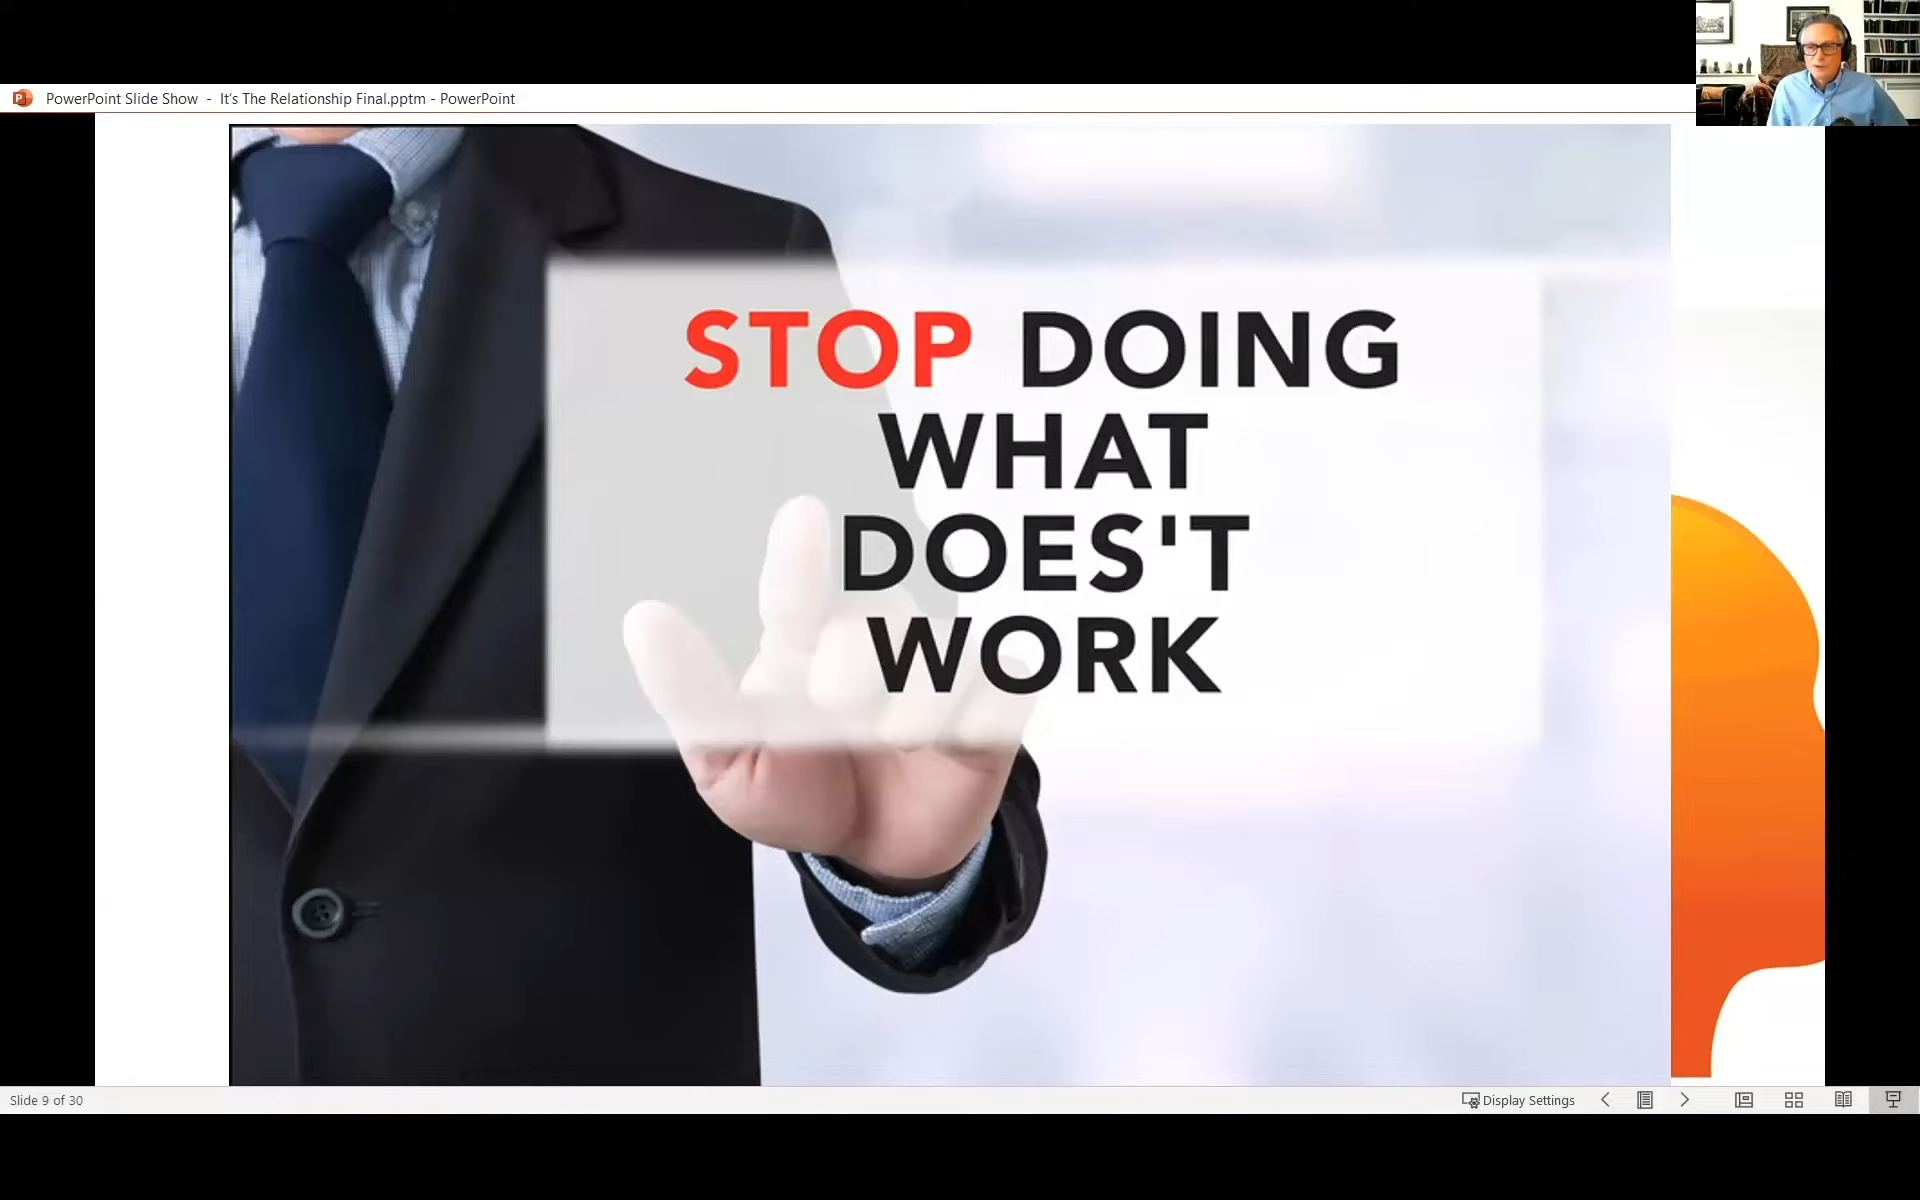 PowerPoint Slide Show - It's The Relationship Final.pptm - PowerPoint
STOP DOING
WHAT
DOES'T
WORK
Slide 9 of 30
Display Settings